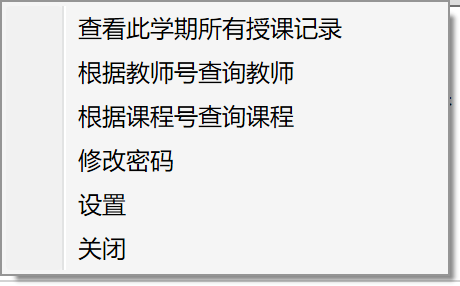 查看此学期所有授课记录
根据教师号查询教师
根据课程号查询课程
修改密码
设置
关闭